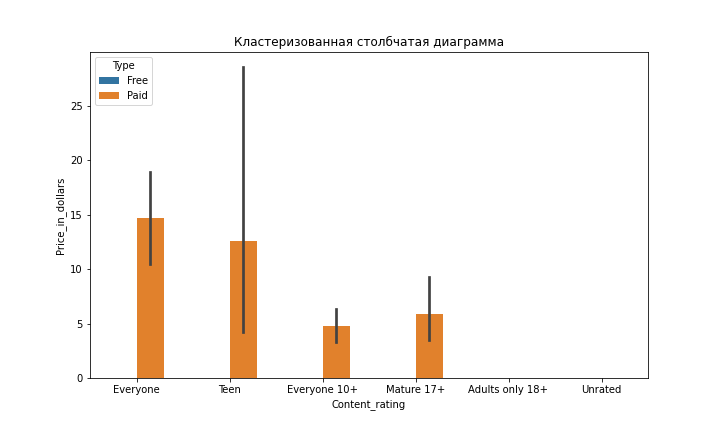 Кластеризованная столбчатая диаграмма
Type
Free
Paid
25
20
15
10
5
0
Price_in_dollars
Everyone
Teen
Everyone 10+
Mature 17+
Adults only 18+
Unrated
Content_rating